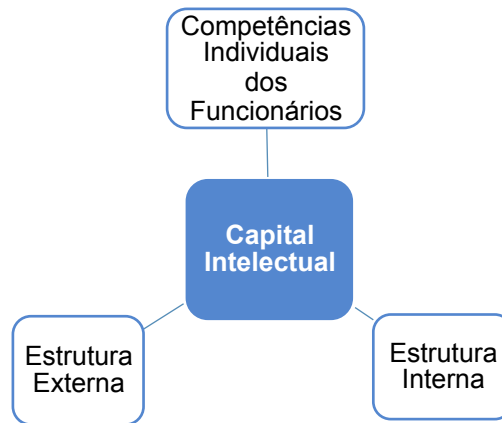 Competências
Individuais
dos
Funcionários
Capital
Intelectual
Estrutura
Externa
Estrutura
Interna